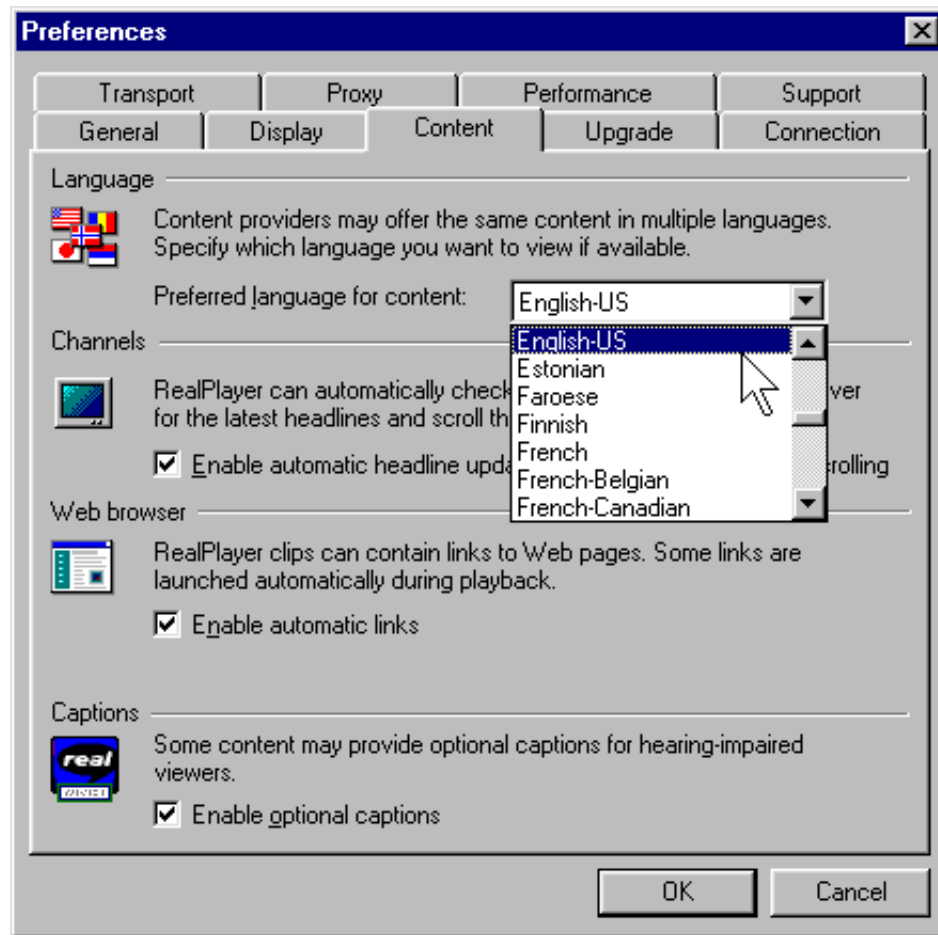 Preferences
Transport Proxy Performance Support
General Display Content Upgrade Connection
Language
Content providers may offer the same content in multiple languages.
Specify which language you want to view if available.
Preferred language for content: English-US
English-US
Estonian
Faroese
Finnish
French
French-Belgian
French-Canadian
Channels
RealPlayer can automatically check ver
for the latest headlines and scroll th
Enable automatic headline upda rolling
Web browser
RealPlayer clips can contain links to Web pages. Some links are
launched automatically during playback.
Enable automatic links
Captions
real
Some content may provide optional captions for hearing-impaired
viewers.
Enable optional captions
OK Cancel